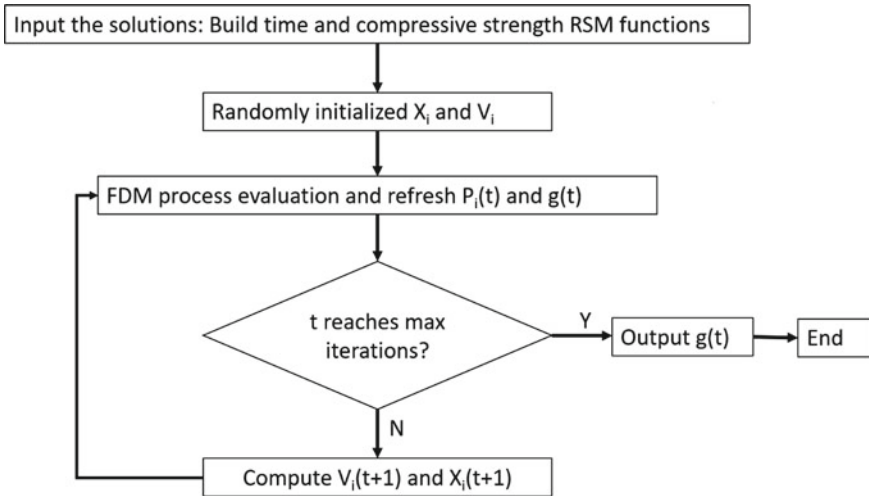 Input the solutions: Build time and compressive strength RSM functions
Randomly initialized Xi and Vi
FDM process evaluation and refresh Pi(t) and g(t)
t reaches max
iterations?
Y
Output g(t)
End
N
Compute Vi(t+1) and Xi(t+1)